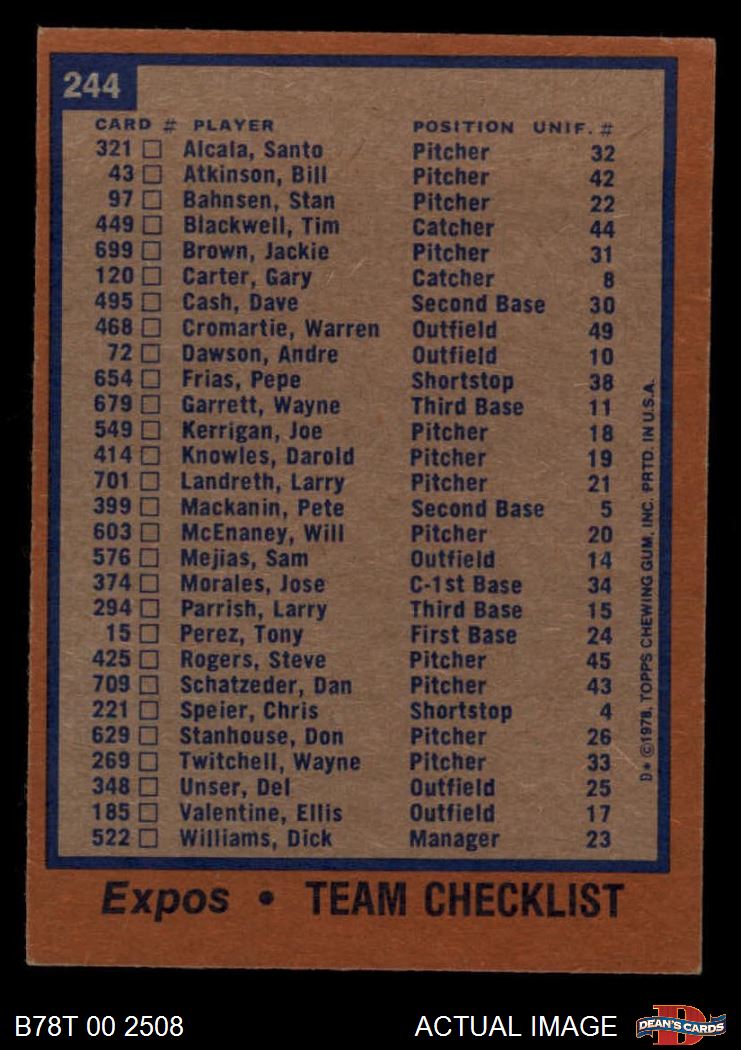 244
CARD # PLAYER POSITION UNIF. #
321 Alcala, Santo Pitcher 32
43 Atkinson, Bill Pitcher 42
97 Bahnsen, Stan Pitcher 22
449 Blackwell, Tim Catcher 44
699 Brown, Jackie Pitcher 31
120 Carter, Gary Catcher 8
495 Cash, Dave Second Base 30
468 Cromartie, Warren Outfield 49
72 Dawson, Andre Outfield 10
654 Frias, Pepe Shortstop 38
679 Garrett, Wayne Third Base 11
549 Kerrigan, Joe Pitcher 18
414 Knowles, Darold Pitcher 19
701 Landreth, Larry Pitcher 21
399 Mackanin, Pete Second Base 5
603 McEnaney, Will Pitcher 20
576 Mejias, Sam Outfield 14
374 Morales, Jose C-1st Base 34
294 Parrish, Larry Third Base 15
15 Perez, Tony First Base 24
425 Rogers, Steve Pitcher 45
709 Schatzeder, Dan Pitcher 43
221 Speier, Chris Shortstop 4
629 Stanhouse, Don Pitcher 26
269 Twitchell, Wayne Pitcher 33
348 Unser, Del Outfield 25
185 Valentine, Ellis Outfield 17
522 Williams, Dick Manager 23
D* ©1978, TOPPS CHEWING GUM, INC. PRTD. IN U.S.A.
Expos • TEAM CHECKLIST
B78T 00 2508 ACTUAL IMAGE
D DEAN'S CARDS